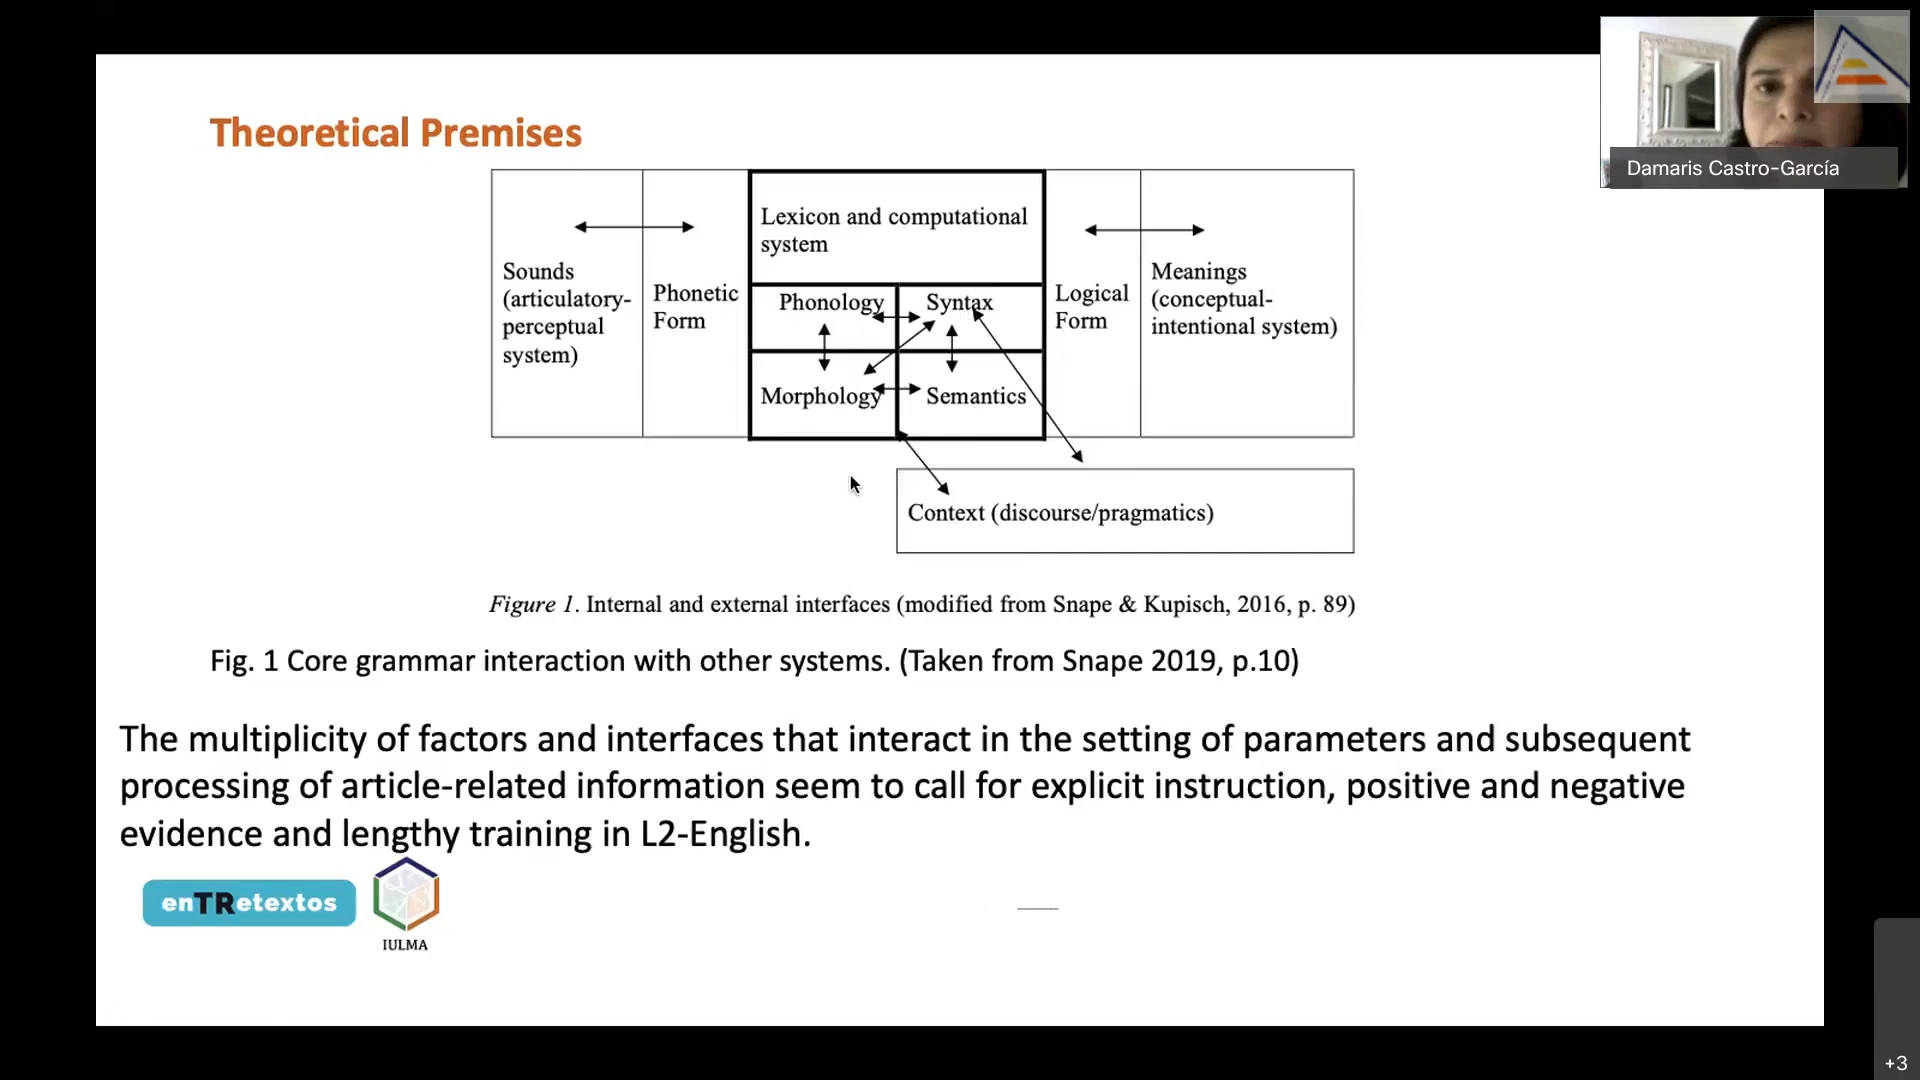 Theoretical Premises
Damaris Castro-García
Sounds
(articulatory-
perceptual
system)
Phonetic
Form
Lexicon and computational
system
Phonology
Syntax
Morphology
Semantics
Logical
Form
Meanings
(conceptual-
intentional system)
Context (discourse/pragmatics)
Figure 1. Internal and external interfaces (modified from Snape & Kupisch, 2016, p. 89)
Fig. 1 Core grammar interaction with other systems. (Taken from Snape 2019, p.10)
The multiplicity of factors and interfaces that interact in the setting of parameters and subsequent
processing of article-related information seem to call for explicit instruction, positive and negative
evidence and lengthy training in L2-English.
enTRetextos
IULMA
+3